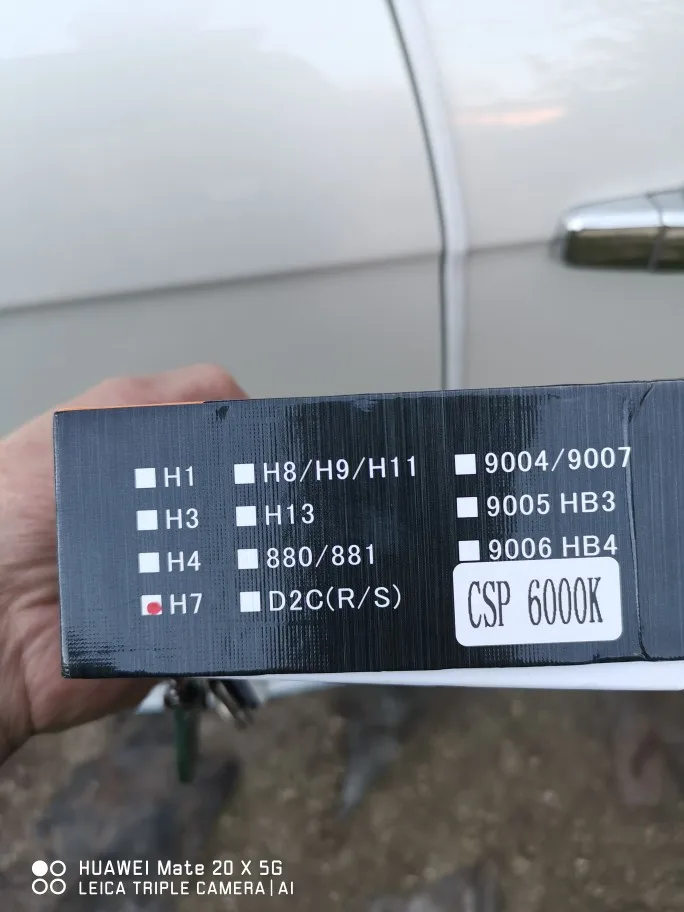 H1
H3
H4
H7
H8/H9/H11
H13
880/881
D2C(R/S)
9004/9007
9005 HB3
9006 HB4
CSP 6000K
HUAWEI Mate 20 X 5G
LEICA TRIPLE CAMERA | AI